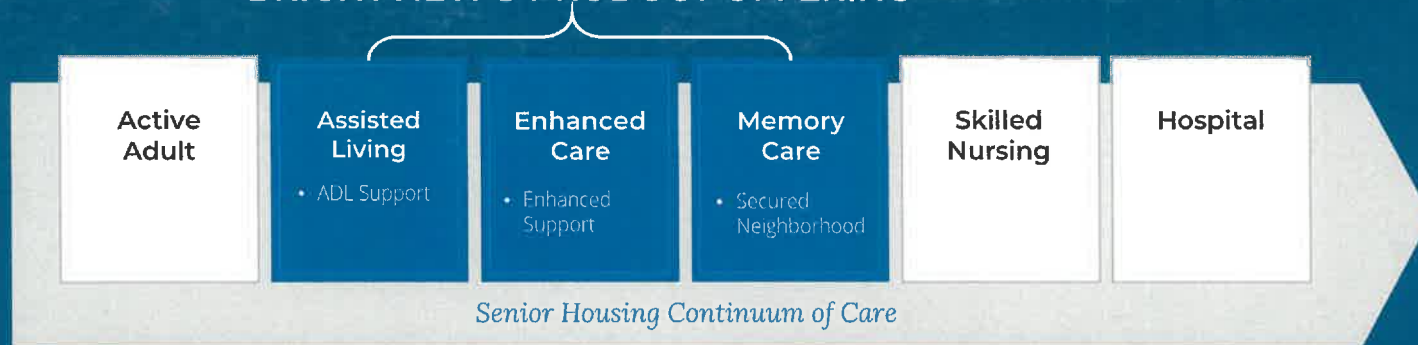 Active
Adult
Assisted
Living
• ADL Support
Enhanced
Care
• Enhanced
Support
Memory
Care
• Secured
Neighborhood
Skilled
Nursing
Hospital
Senior Housing Continuum of Care